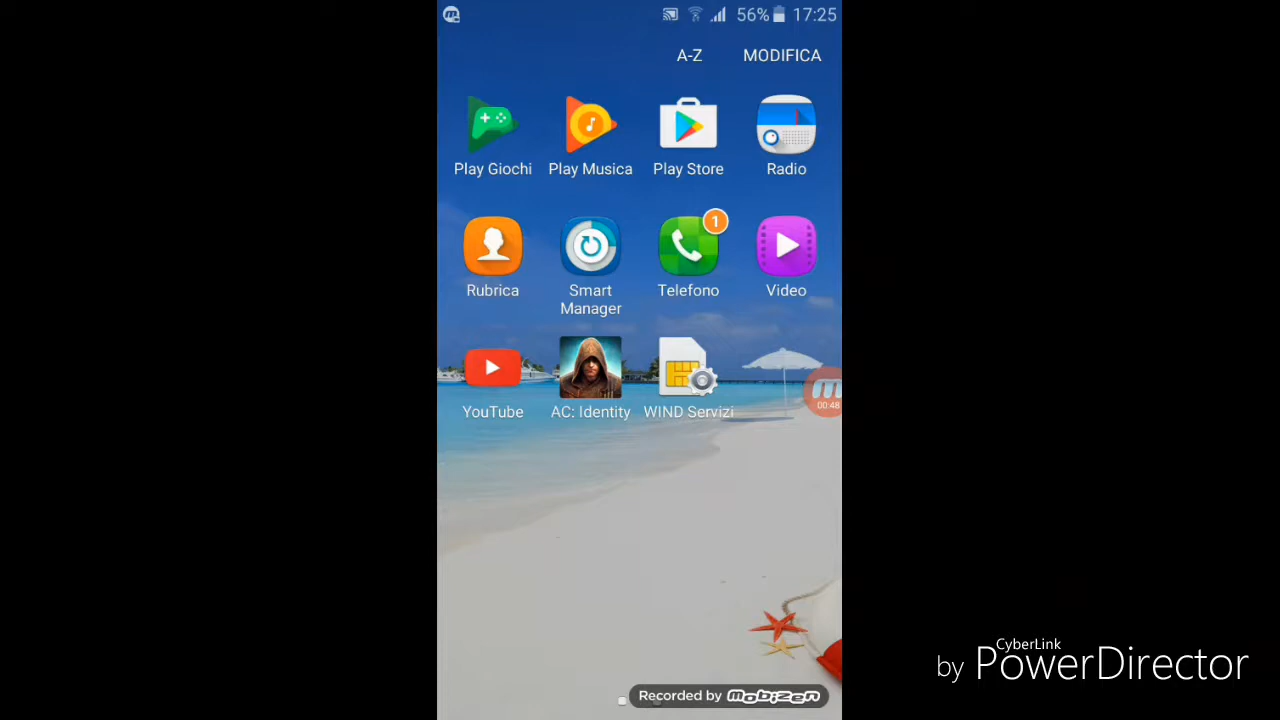 56% 17:25
A-Z MODIFICA
Play Giochi Play Musica Play Store Radio
1
Rubrica Smart Manager Telefono Video
YouTube AC: Identity WIND Servizi
00:48
CyberLink
by PowerDirector
Recorded by mobizen